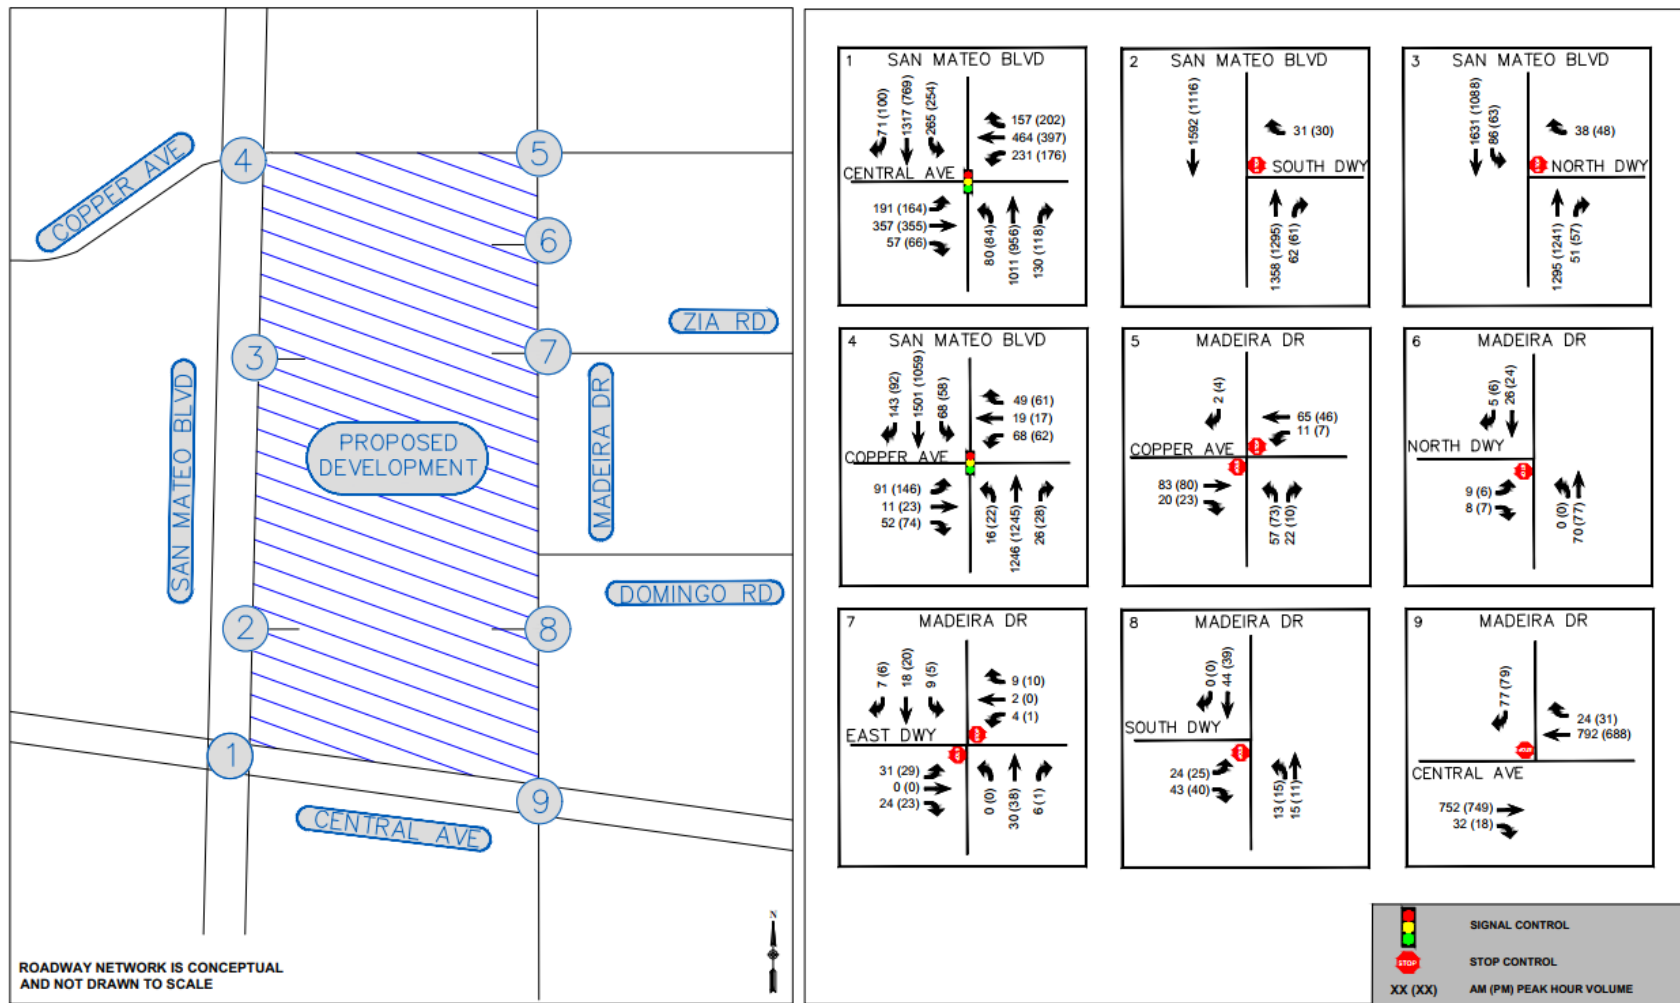 COPPER AVE
4
5
6
ZIA RD
3
7
SAN MATEO BLVD
PROPOSED
DEVELOPMENT
MADEIRA DR
DOMINGO RD
2
8
1
9
CENTRAL AVE
N
ROADWAY NETWORK IS CONCEPTUAL
AND NOT DRAWN TO SCALE
1 SAN MATEO BLVD
71 (100)
1317 (769)
265 (254)
157 (202)
464 (397)
231 (176)
CENTRAL AVE
191 (164)
357 (355)
57 (66)
80 (84)
1011 (956)
130 (118)
2 SAN MATEO BLVD
1592 (1116)
31 (30)
STOP
SOUTH DWY
1358 (1295)
62 (61)
3 SAN MATEO BLVD
1631 (1088)
86 (63)
38 (48)
STOP
NORTH DWY
1295 (1241)
51 (57)
4 SAN MATEO BLVD
143 (92)
1501 (1059)
68 (58)
49 (61)
19 (17)
68 (62)
COPPER AVE
91 (146)
11 (23)
52 (74)
16 (22)
1246 (1245)
26 (28)
5 MADEIRA DR
2 (4)
65 (46)
11 (7)
STOP
COPPER AVE
STOP
83 (80)
20 (23)
57 (73)
22 (10)
6 MADEIRA DR
5 (6)
26 (24)
NORTH DWY
STOP
9 (6)
8 (7)
0 (0)
70 (77)
7 MADEIRA DR
7 (6)
18 (20)
9 (5)
9 (10)
2 (0)
4 (1)
EAST DWY
STOP
STOP
31 (29)
0 (0)
24 (23)
0 (0)
30 (38)
6 (1)
8 MADEIRA DR
0 (0)
44 (39)
SOUTH DWY
STOP
24 (25)
43 (40)
13 (15)
15 (11)
9 MADEIRA DR
77 (79)
24 (31)
792 (688)
STOP
CENTRAL AVE
752 (749)
32 (18)
SIGNAL CONTROL
STOP
STOP CONTROL
XX (XX) AM (PM) PEAK HOUR VOLUME